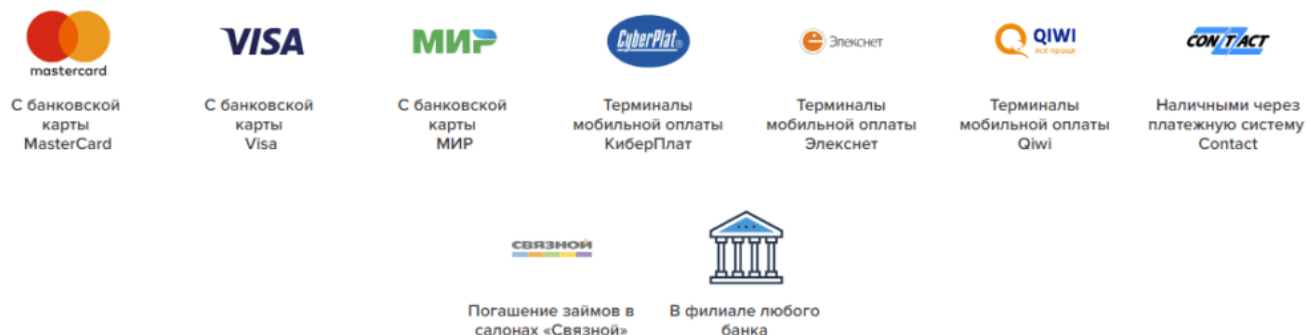 mastercard
VISA
МИР
CyberPlat
Элекснет
QIWI
всё проще
CONTACT
С банковской
карты
MasterCard
С банковской
карты
Visa
С банковской
карты
МИР
Терминалы
мобильной оплаты
КиберПлат
Терминалы
мобильной оплаты
Элекснет
Терминалы
мобильной оплаты
Qiwi
Наличными через
платежную систему
Contact
связной
Погашение займов в
салонах «Связной»
В филиале любого
банка